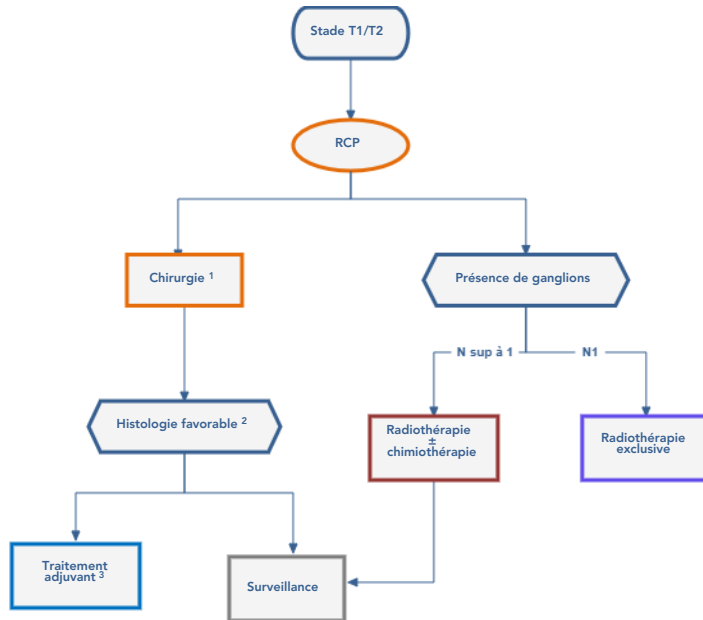 Stade T1/T2
RCP
Chirurgie ¹
Présence de ganglions
N sup à 1
N1
Histologie favorable ²
Radiothérapie
±
chimiothérapie
Radiothérapie
exclusive
Traitement
adjuvant ³
Surveillance